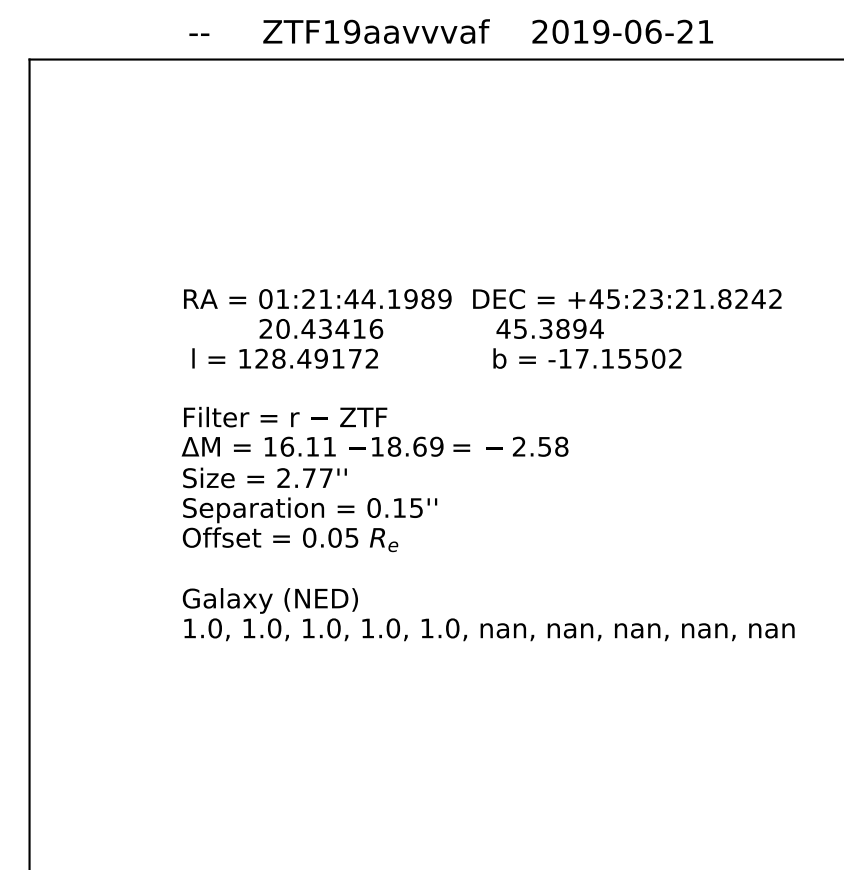 -- ZTF19aavvvaf 2019-06-21
RA = 01:21:44.1989 DEC = +45:23:21.8242
20.43416 45.3894
l = 128.49172 b = -17.15502
Filter = r − ZTF
ΔM = 16.11 −18.69 = − 2.58
Size = 2.77''
Separation = 0.15''
Offset = 0.05 Re
Galaxy (NED)
1.0, 1.0, 1.0, 1.0, 1.0, nan, nan, nan, nan, nan